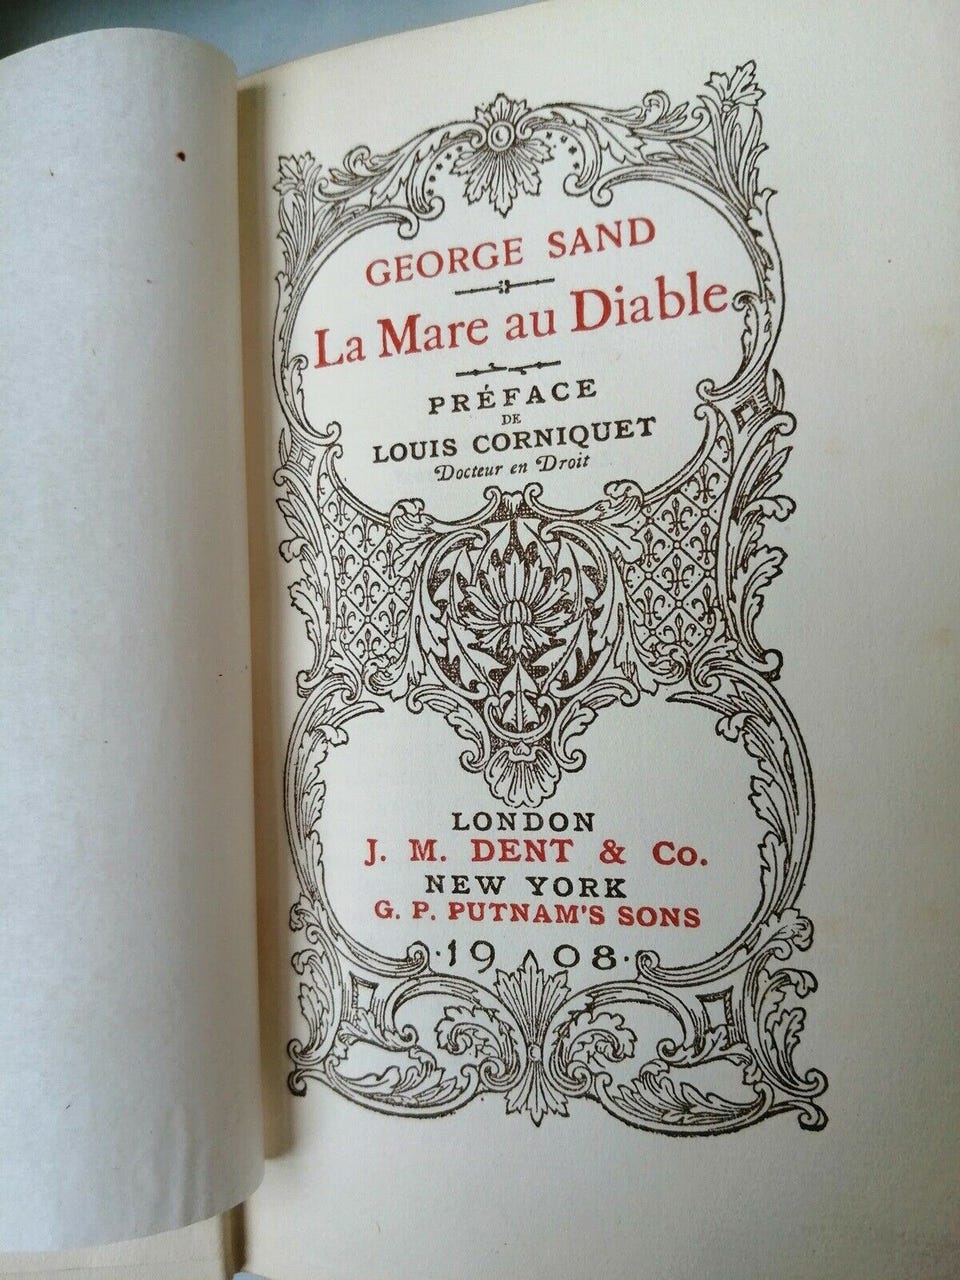 GEORGE SAND
La Mare au Diable
PRÉFACE
DE
LOUIS CORNIQUET
Docteur en Droit
LONDON
J. M. DENT & Co.
NEW YORK
G. P. PUTNAM'S SONS
·19 08·